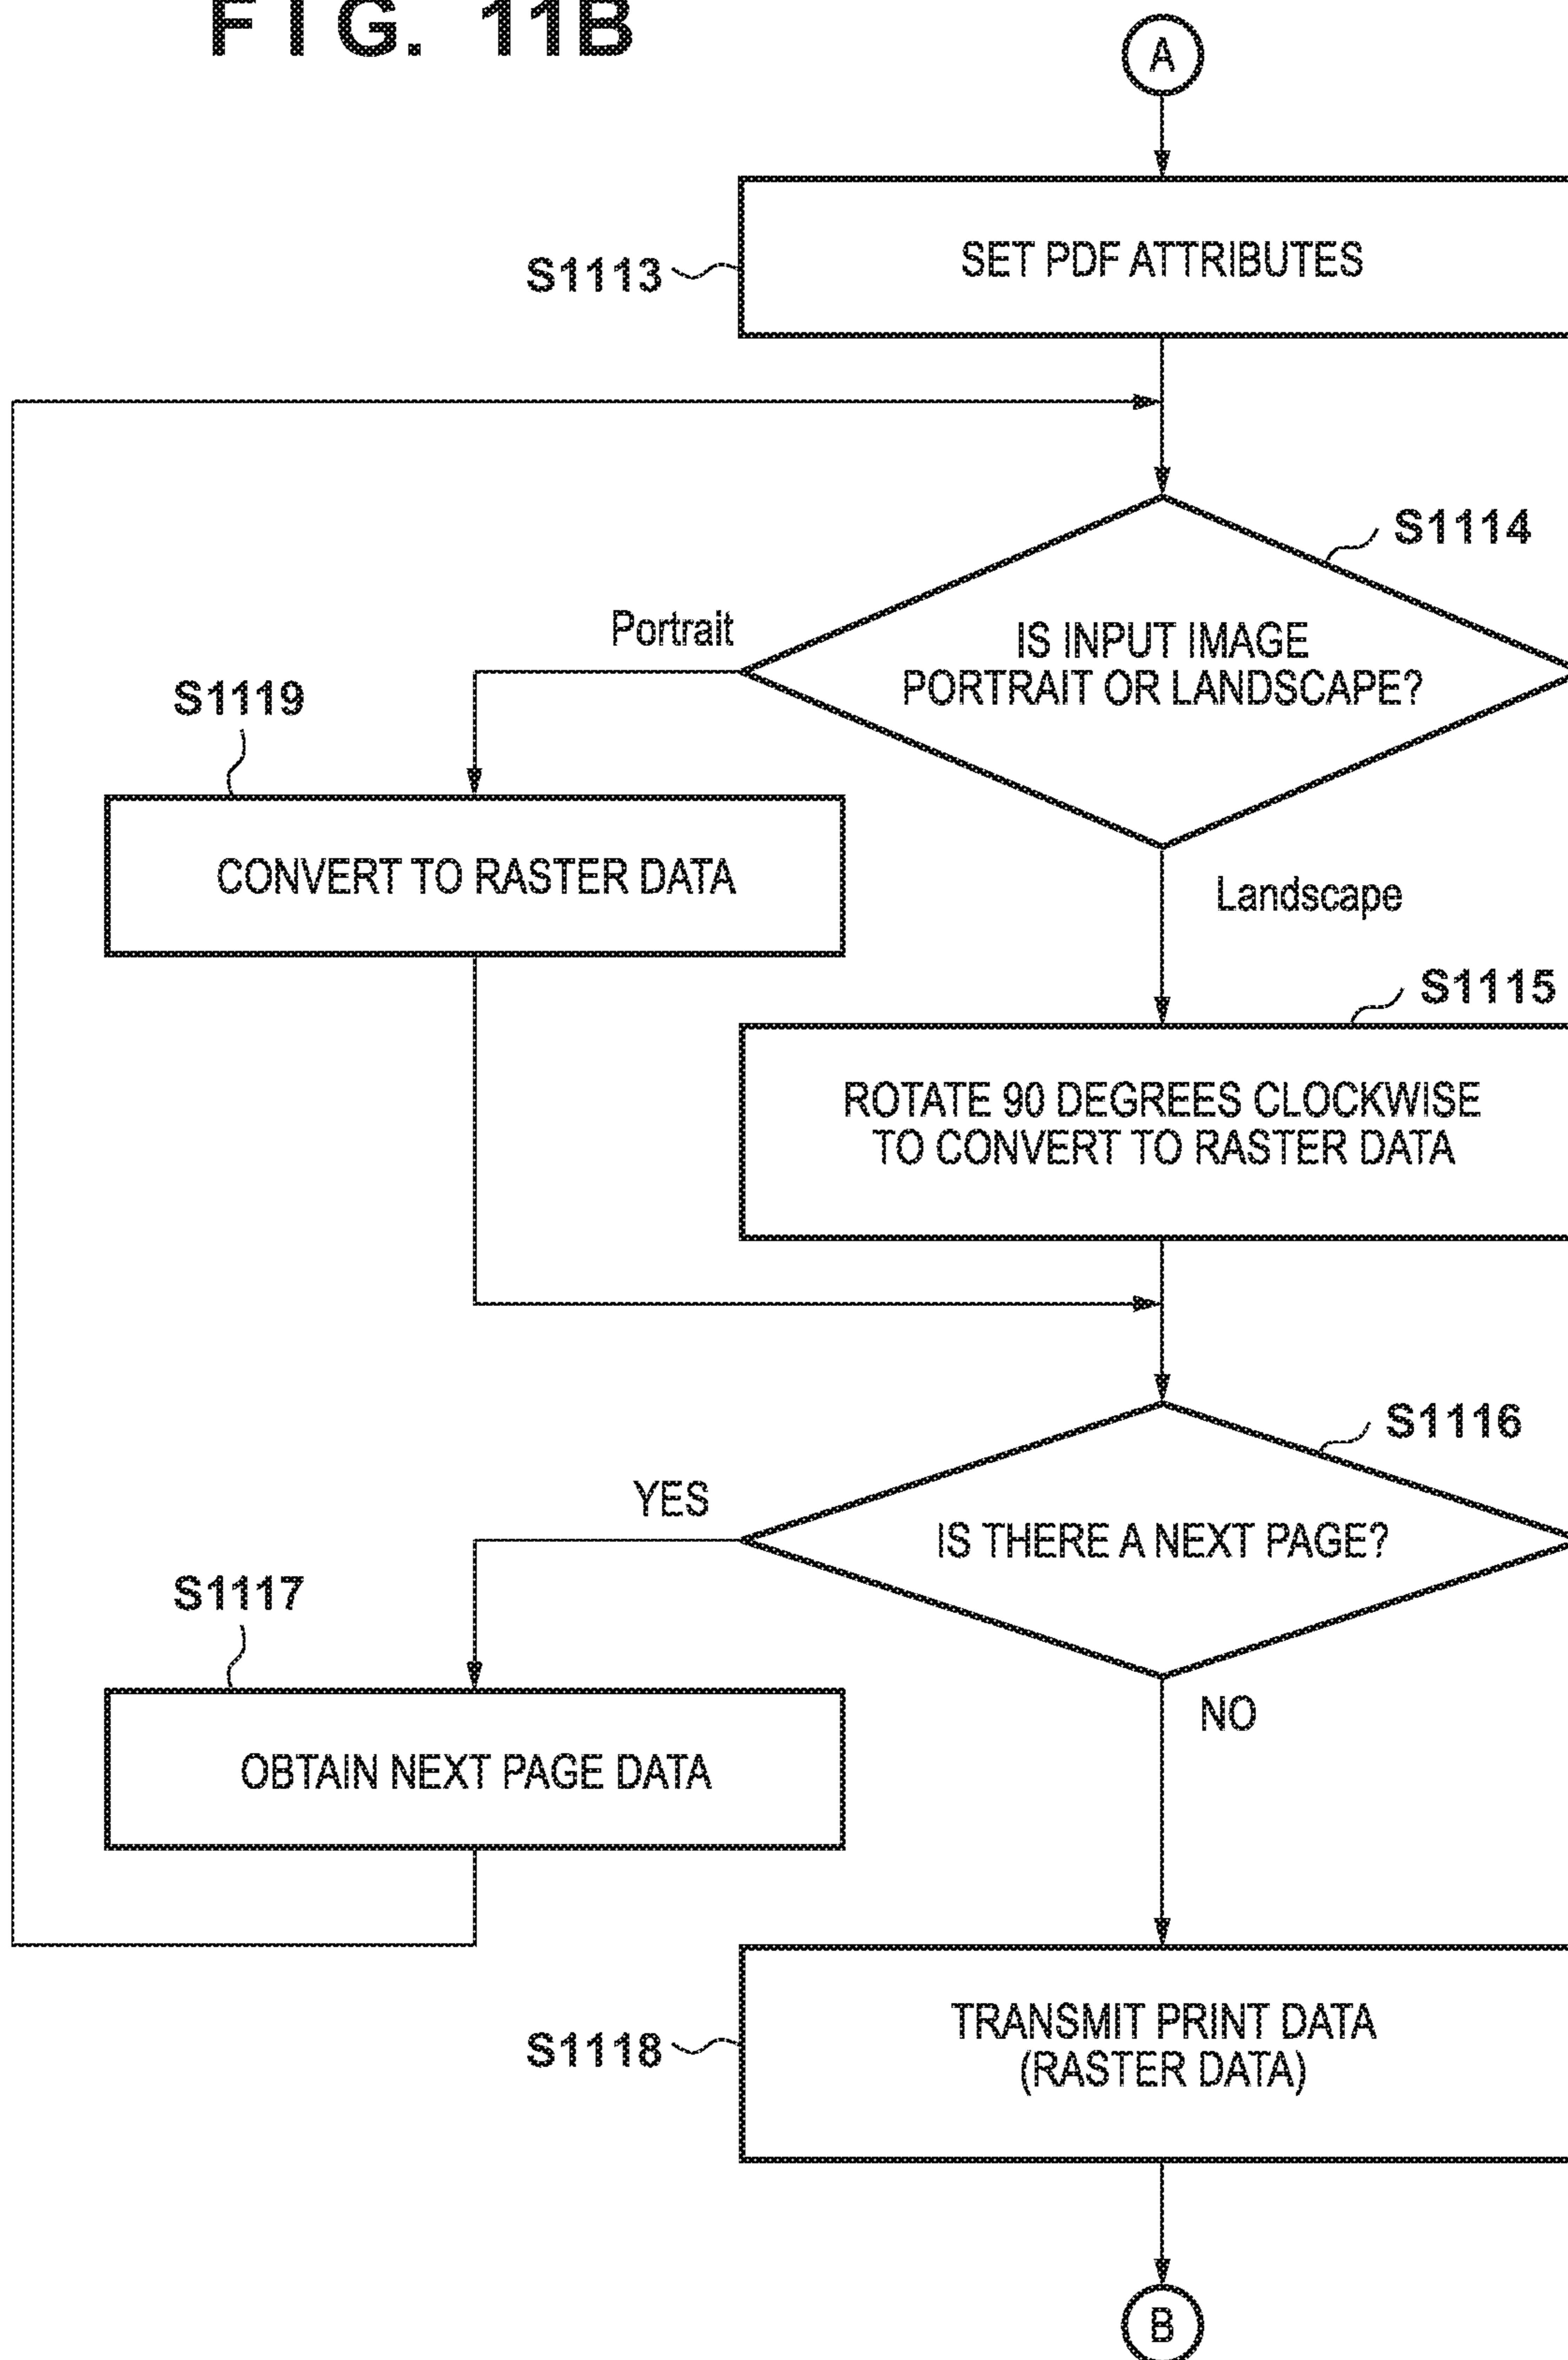 FIG. 11B
A
S1113
SET PDF ATTRIBUTES
S1114
IS INPUT IMAGE
PORTRAIT OR LANDSCAPE?
Portrait
S1119
CONVERT TO RASTER DATA
Landscape
S1115
ROTATE 90 DEGREES CLOCKWISE
TO CONVERT TO RASTER DATA
S1116
IS THERE A NEXT PAGE?
YES
S1117
OBTAIN NEXT PAGE DATA
NO
S1118
TRANSMIT PRINT DATA
(RASTER DATA)
B